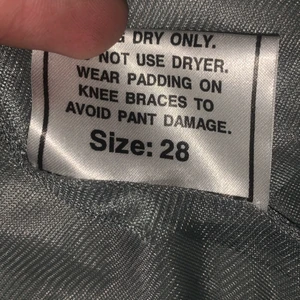 DRY ONLY.
NOT USE DRYER.
WEAR PADDING ON
KNEE BRACES TO
AVOID PANT DAMAGE.
Size: 28